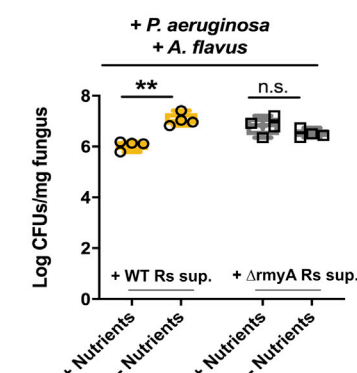 + P. aeruginosa
+ A. flavus
** n.s.
Log CFUs/mg fungus
8
6
4
2
0
+ WT Rs sup. + ΔrmyA Rs sup.
+ Nutrients - Nutrients + Nutrients - Nutrients